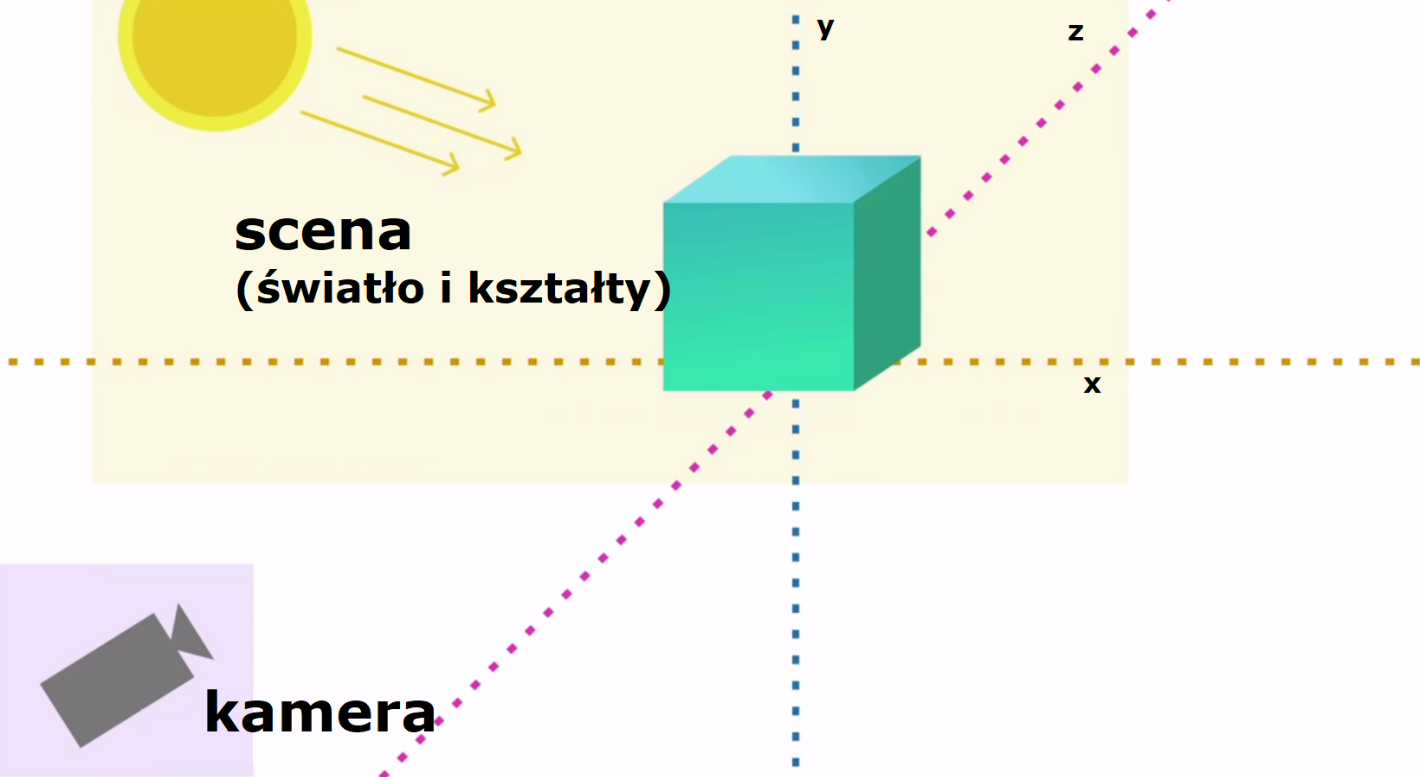 y
z
scena
(światło i kształty)
x
kamera